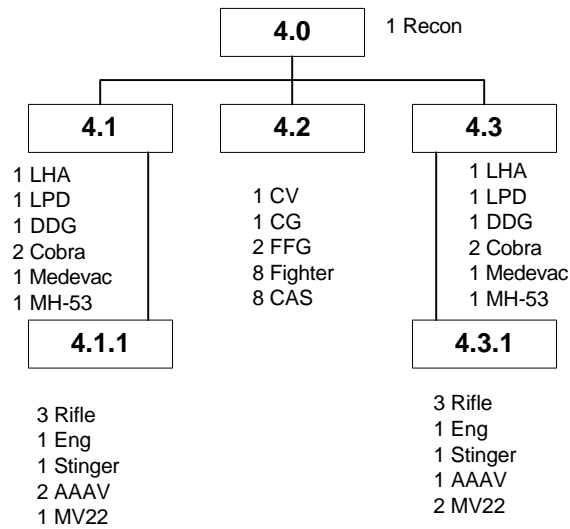 4.0
1 Recon
4.1
4.2
4.3
1 LHA
1 LPD
1 DDG
2 Cobra
1 Medevac
1 MH-53
1 CV
1 CG
2 FFG
8 Fighter
8 CAS
1 LHA
1 LPD
1 DDG
2 Cobra
1 Medevac
1 MH-53
4.1.1
4.3.1
3 Rifle
1 Eng
1 Stinger
2 AAAV
1 MV22
3 Rifle
1 Eng
1 Stinger
1 AAAV
2 MV22